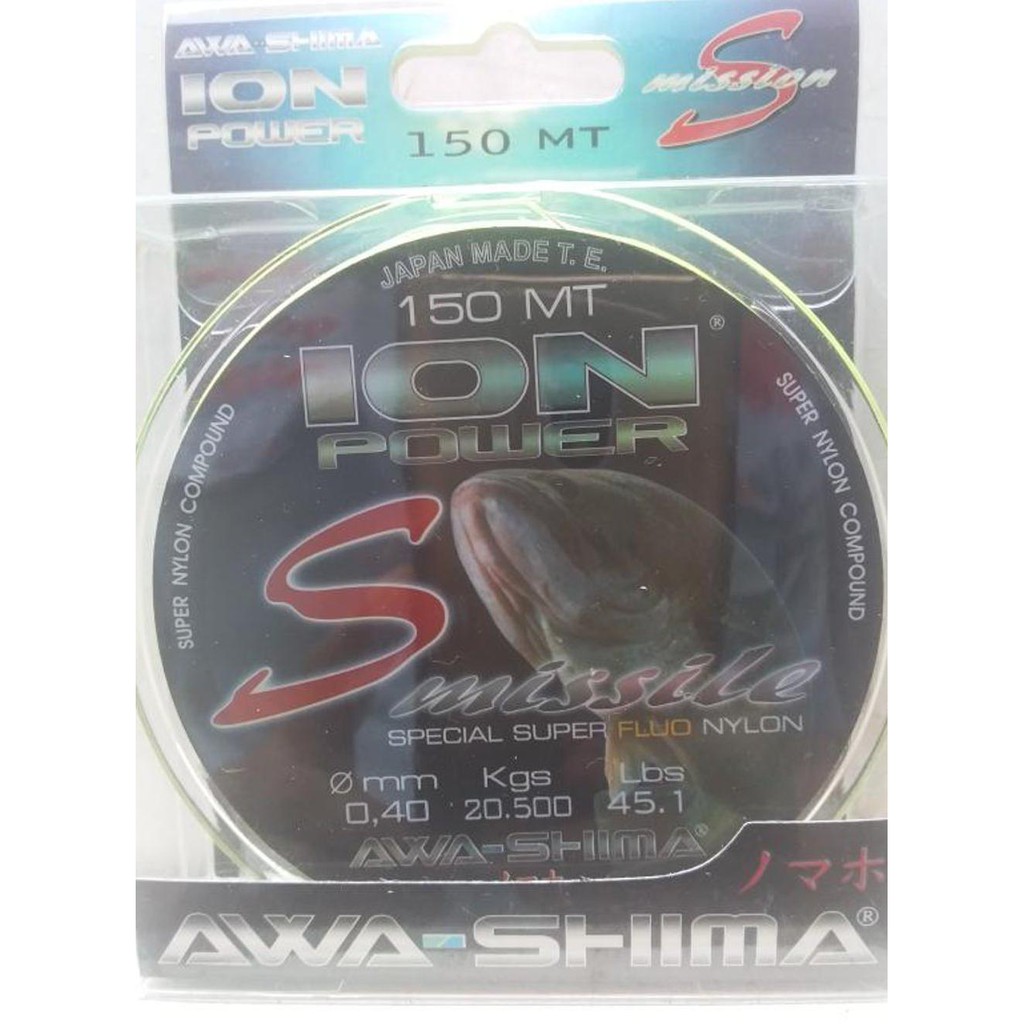 AWA-SHIMA
ION
POWER
150 MT
S mission
JAPAN MADE T. E.
150 MT
ION®
POWER
SUPER NYLON COMPOUND
SUPER NYLON COMPOUND
S missile
SPECIAL SUPER FLUO NYLON
Ø mm Kgs Lbs
0,40 20.500 45.1
AWA-SHIMA®
ノマホ
AWA-SHIMA®